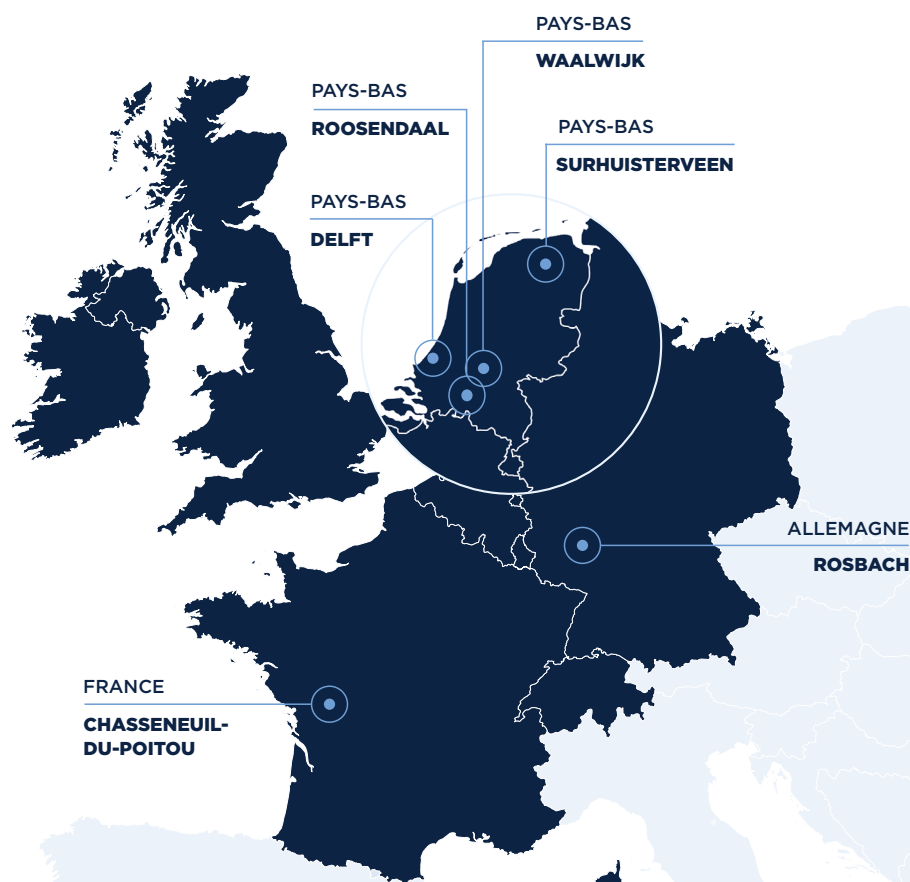 PAYS-BAS
WAALWIJK
PAYS-BAS
ROOSENDAAL
PAYS-BAS
SURHUISTERVEEN
PAYS-BAS
DELFT
ALLEMAGNE
ROSBACH
FRANCE
CHASSENEUIL-
DU-POITOU